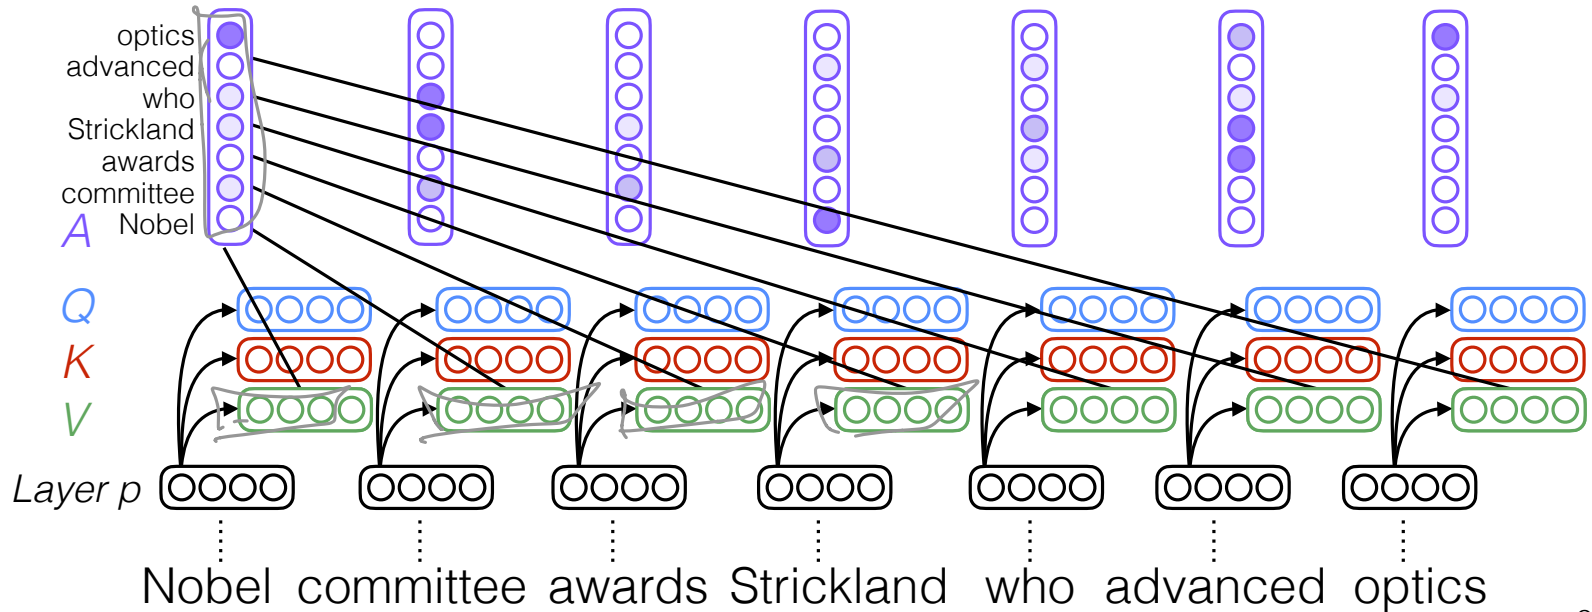 optics
advanced
who
Strickland
awards
committee
Nobel
A
Q
K
V
Layer p
Nobel committee awards Strickland who advanced optics